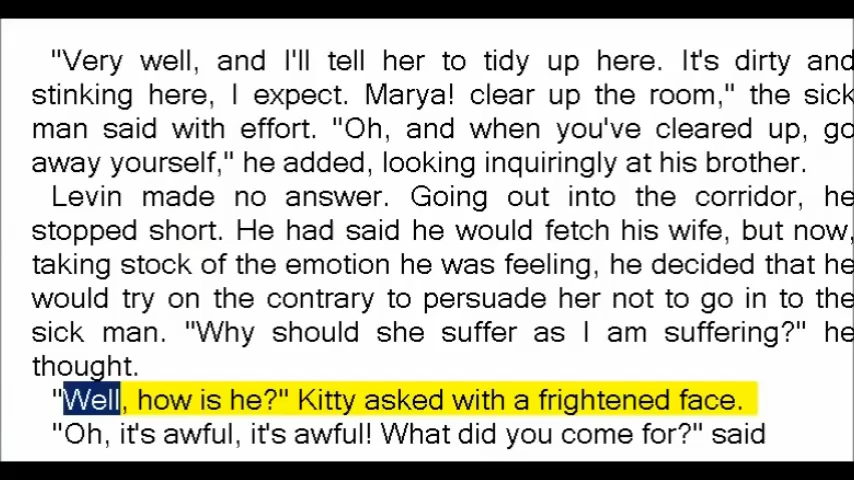 "Very well, and I'll tell her to tidy up here. It's dirty and
stinking here, I expect. Marya! clear up the room," the sick
man said with effort. "Oh, and when you've cleared up, go
away yourself," he added, looking inquiringly at his brother.
Levin made no answer. Going out into the corridor, he
stopped short. He had said he would fetch his wife, but now,
taking stock of the emotion he was feeling, he decided that he
would try on the contrary to persuade her not to go in to the
sick man. "Why should she suffer as I am suffering?" he
thought.
"Well, how is he?" Kitty asked with a frightened face.
"Oh, it's awful, it's awful! What did you come for?" said